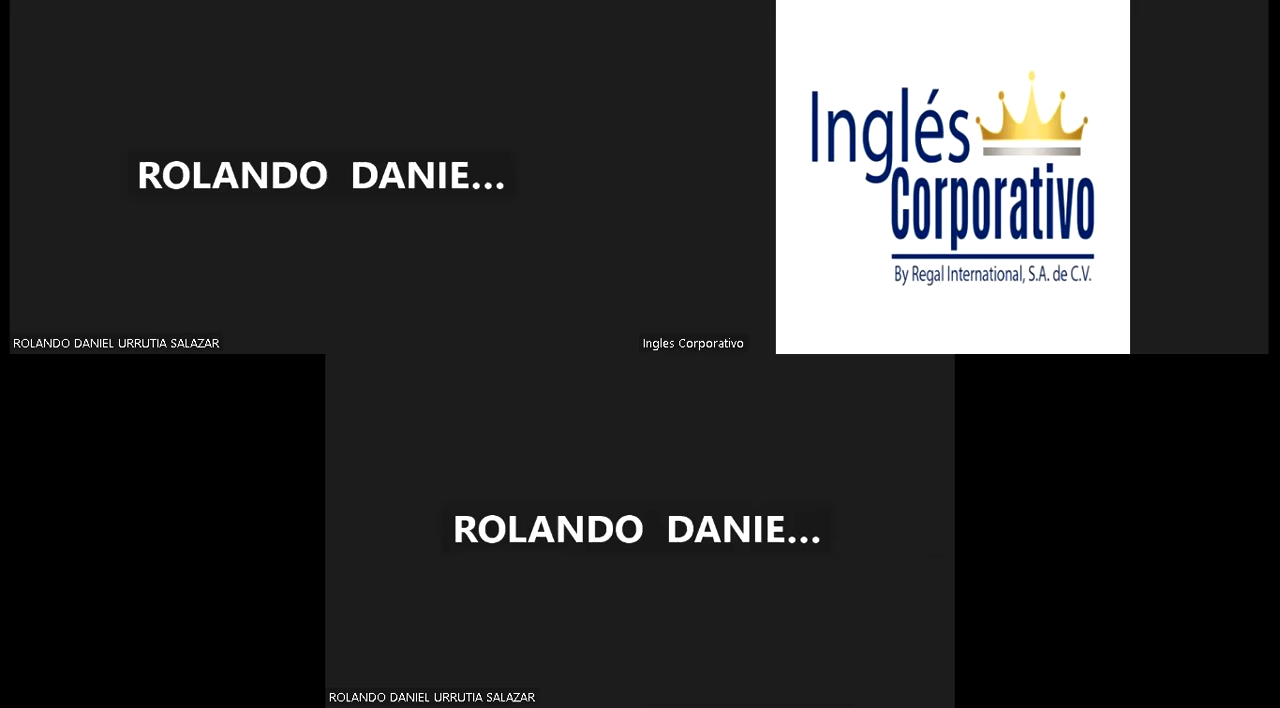 ROLANDO DANIE...
Inglés
Corporativo
By Regal International, S.A. de C.V.
ROLANDO DANIEL URRUTIA SALAZAR
Ingles Corporativo
ROLANDO DANIE...
ROLANDO DANIEL URRUTIA SALAZAR